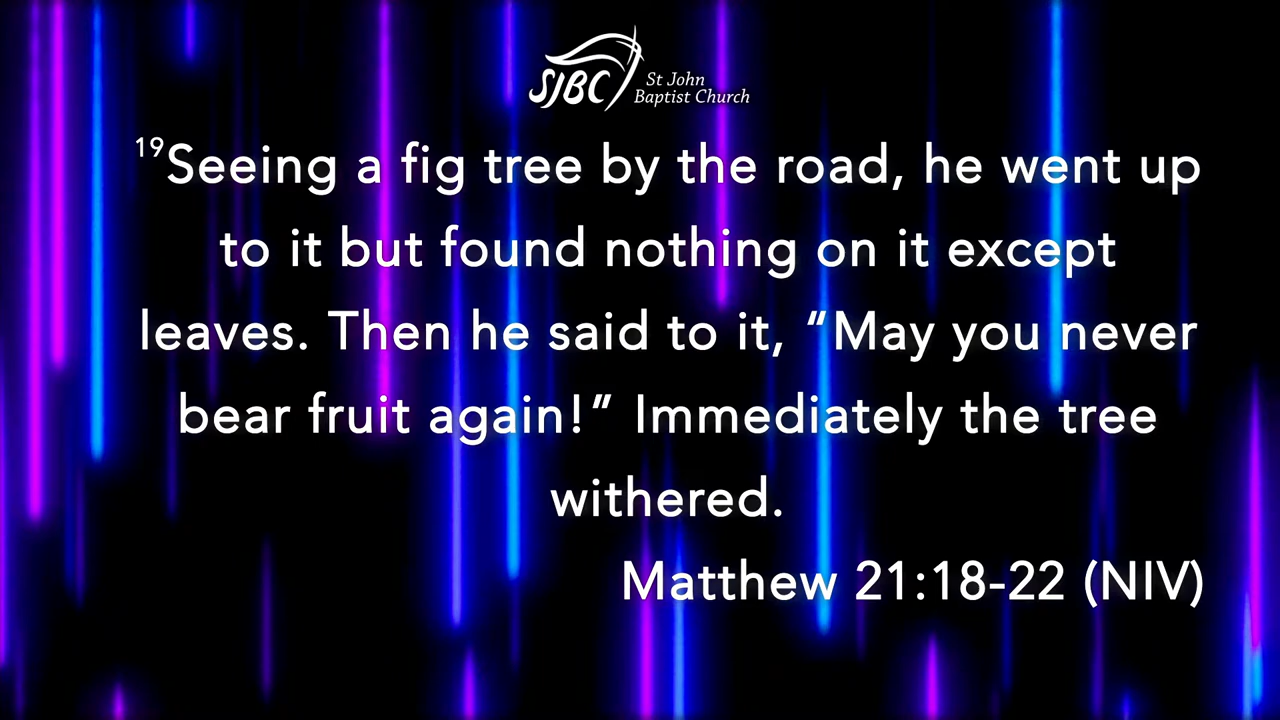 SJBC
St John
Baptist Church
¹⁹Seeing a fig tree by the road, he went up
to it but found nothing on it except
leaves. Then he said to it, “May you never
bear fruit again!” Immediately the tree
withered.
Matthew 21:18-22 (NIV)